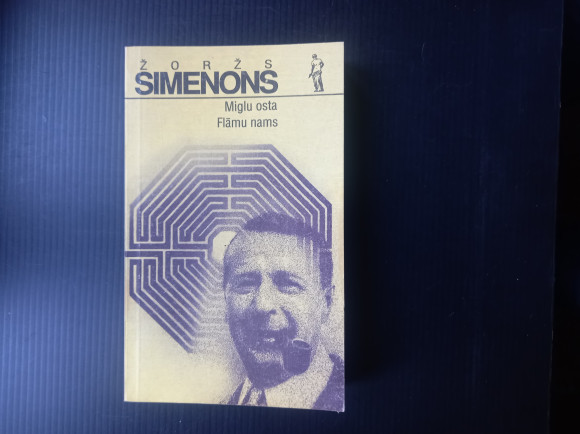 ŽORŽS
SIMENONS
Miglu osta
Flāmu nams